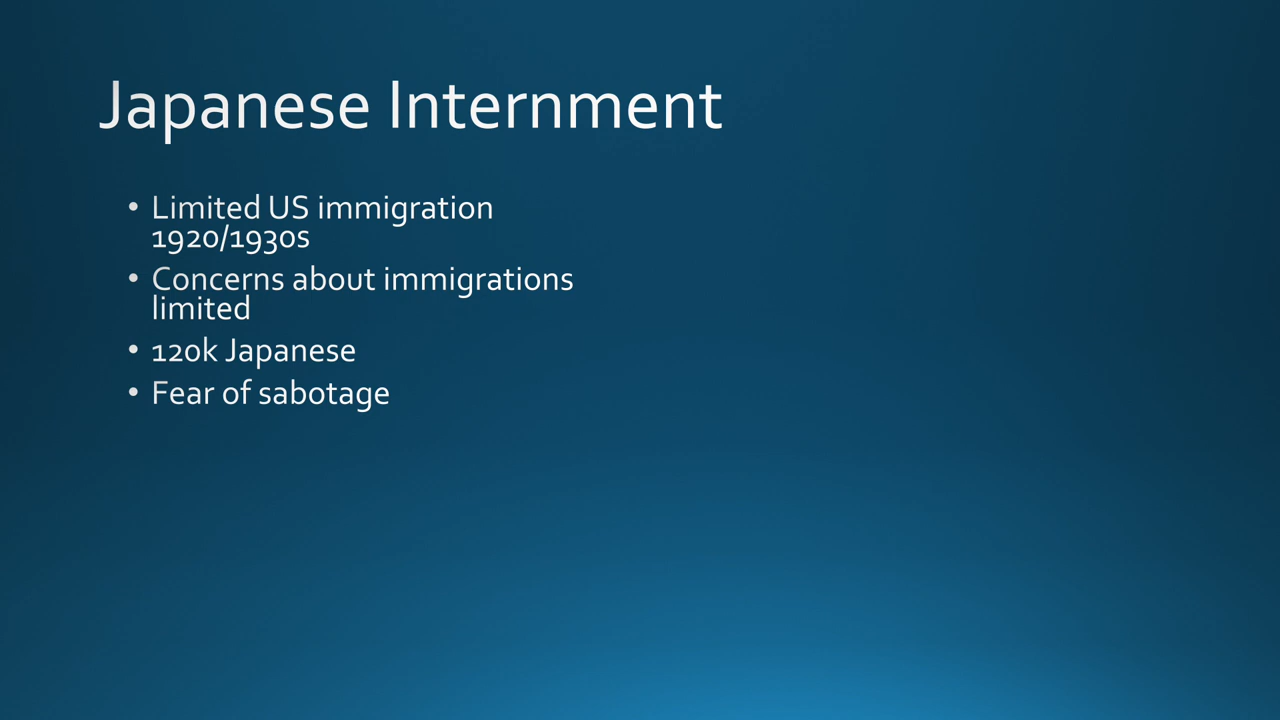 Japanese Internment
• Limited US immigration
1920/1930s
• Concerns about immigrations
limited
• 120k Japanese
• Fear of sabotage